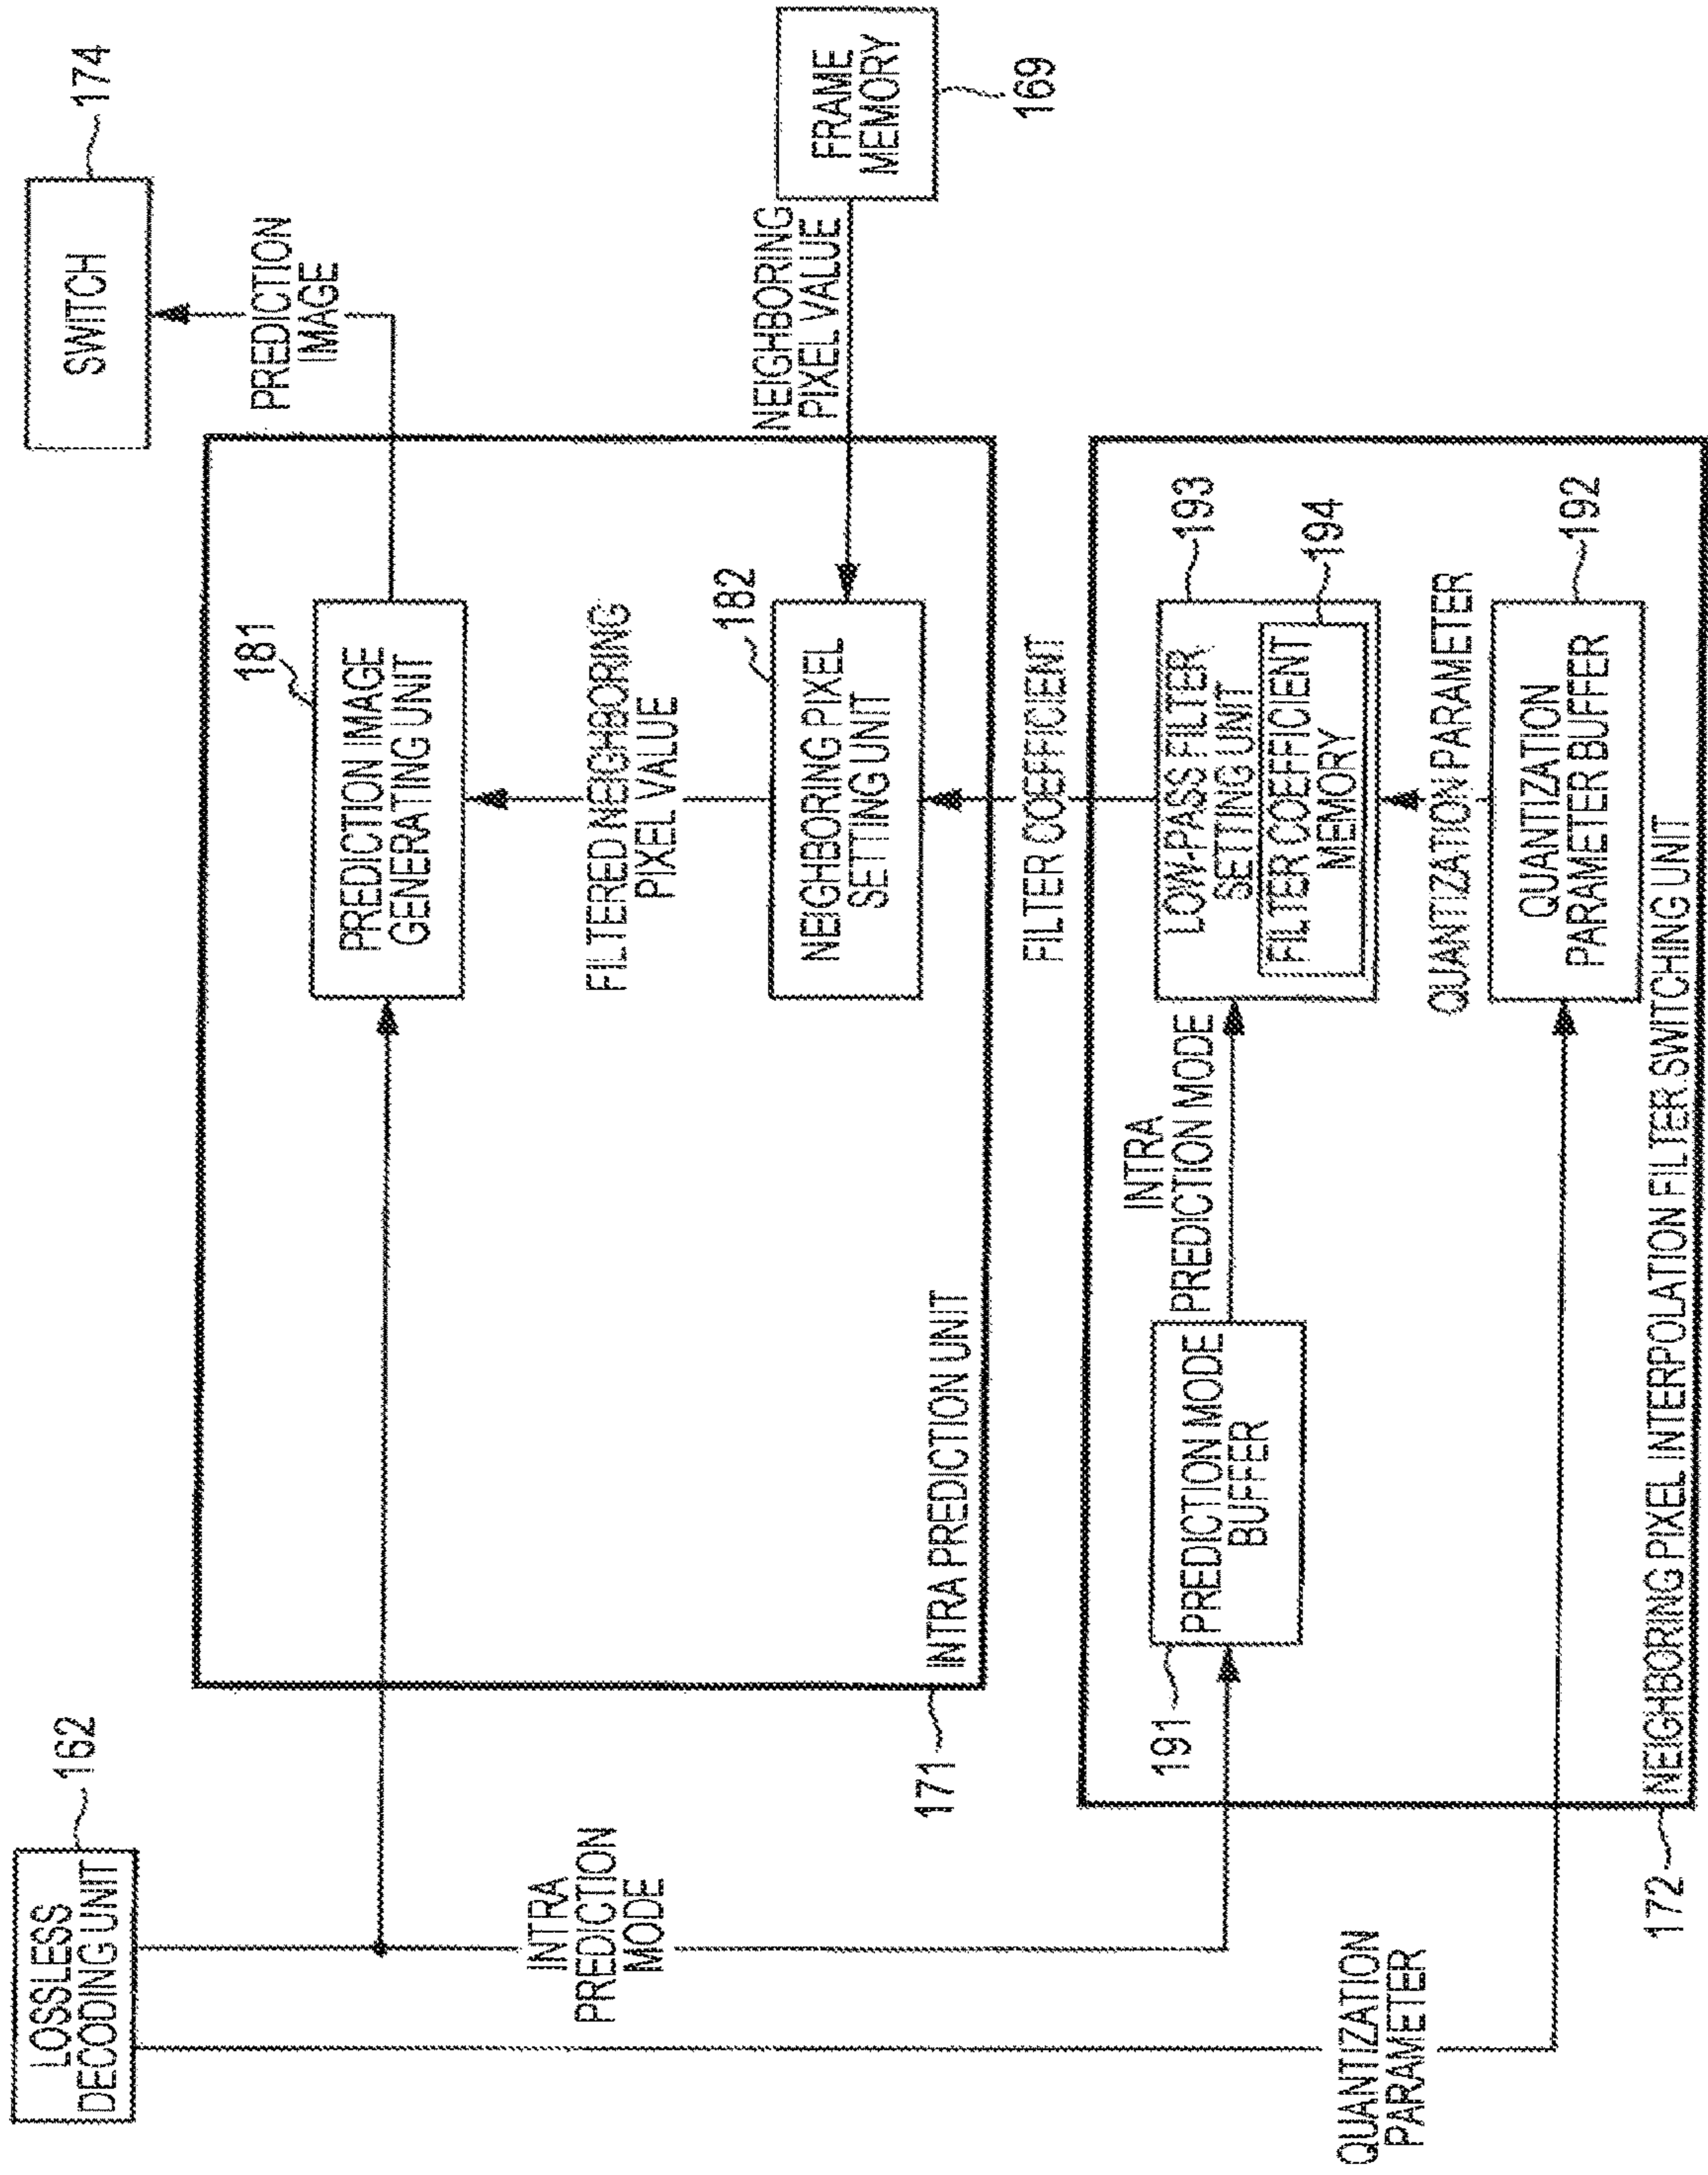 LOSSLESS
DECODING UNIT
162
SWITCH
174
PREDICTION
IMAGE
181
PREDICTION IMAGE
GENERATING UNIT
INTRA
PREDICTION
MODE
FILTERED NEIGHBORING
PIXEL VALUE
182
NEIGHBORING PIXEL
SETTING UNIT
NEIGHBORING
PIXEL VALUE
FRAME
MEMORY
169
INTRA PREDICTION UNIT
171
FILTER COEFFICIENT
191
PREDICTION MODE
BUFFER
INTRA
PREDICTION MODE
193
LOW-PASS FILTER
SETTING UNIT
194
FILTER COEFFICIENT
MEMORY
QUANTIZATION
PARAMETER
QUANTIZATION PARAMETER
192
QUANTIZATION
PARAMETER BUFFER
172
NEIGHBORING PIXEL INTERPOLATION FILTER SWITCHING UNIT